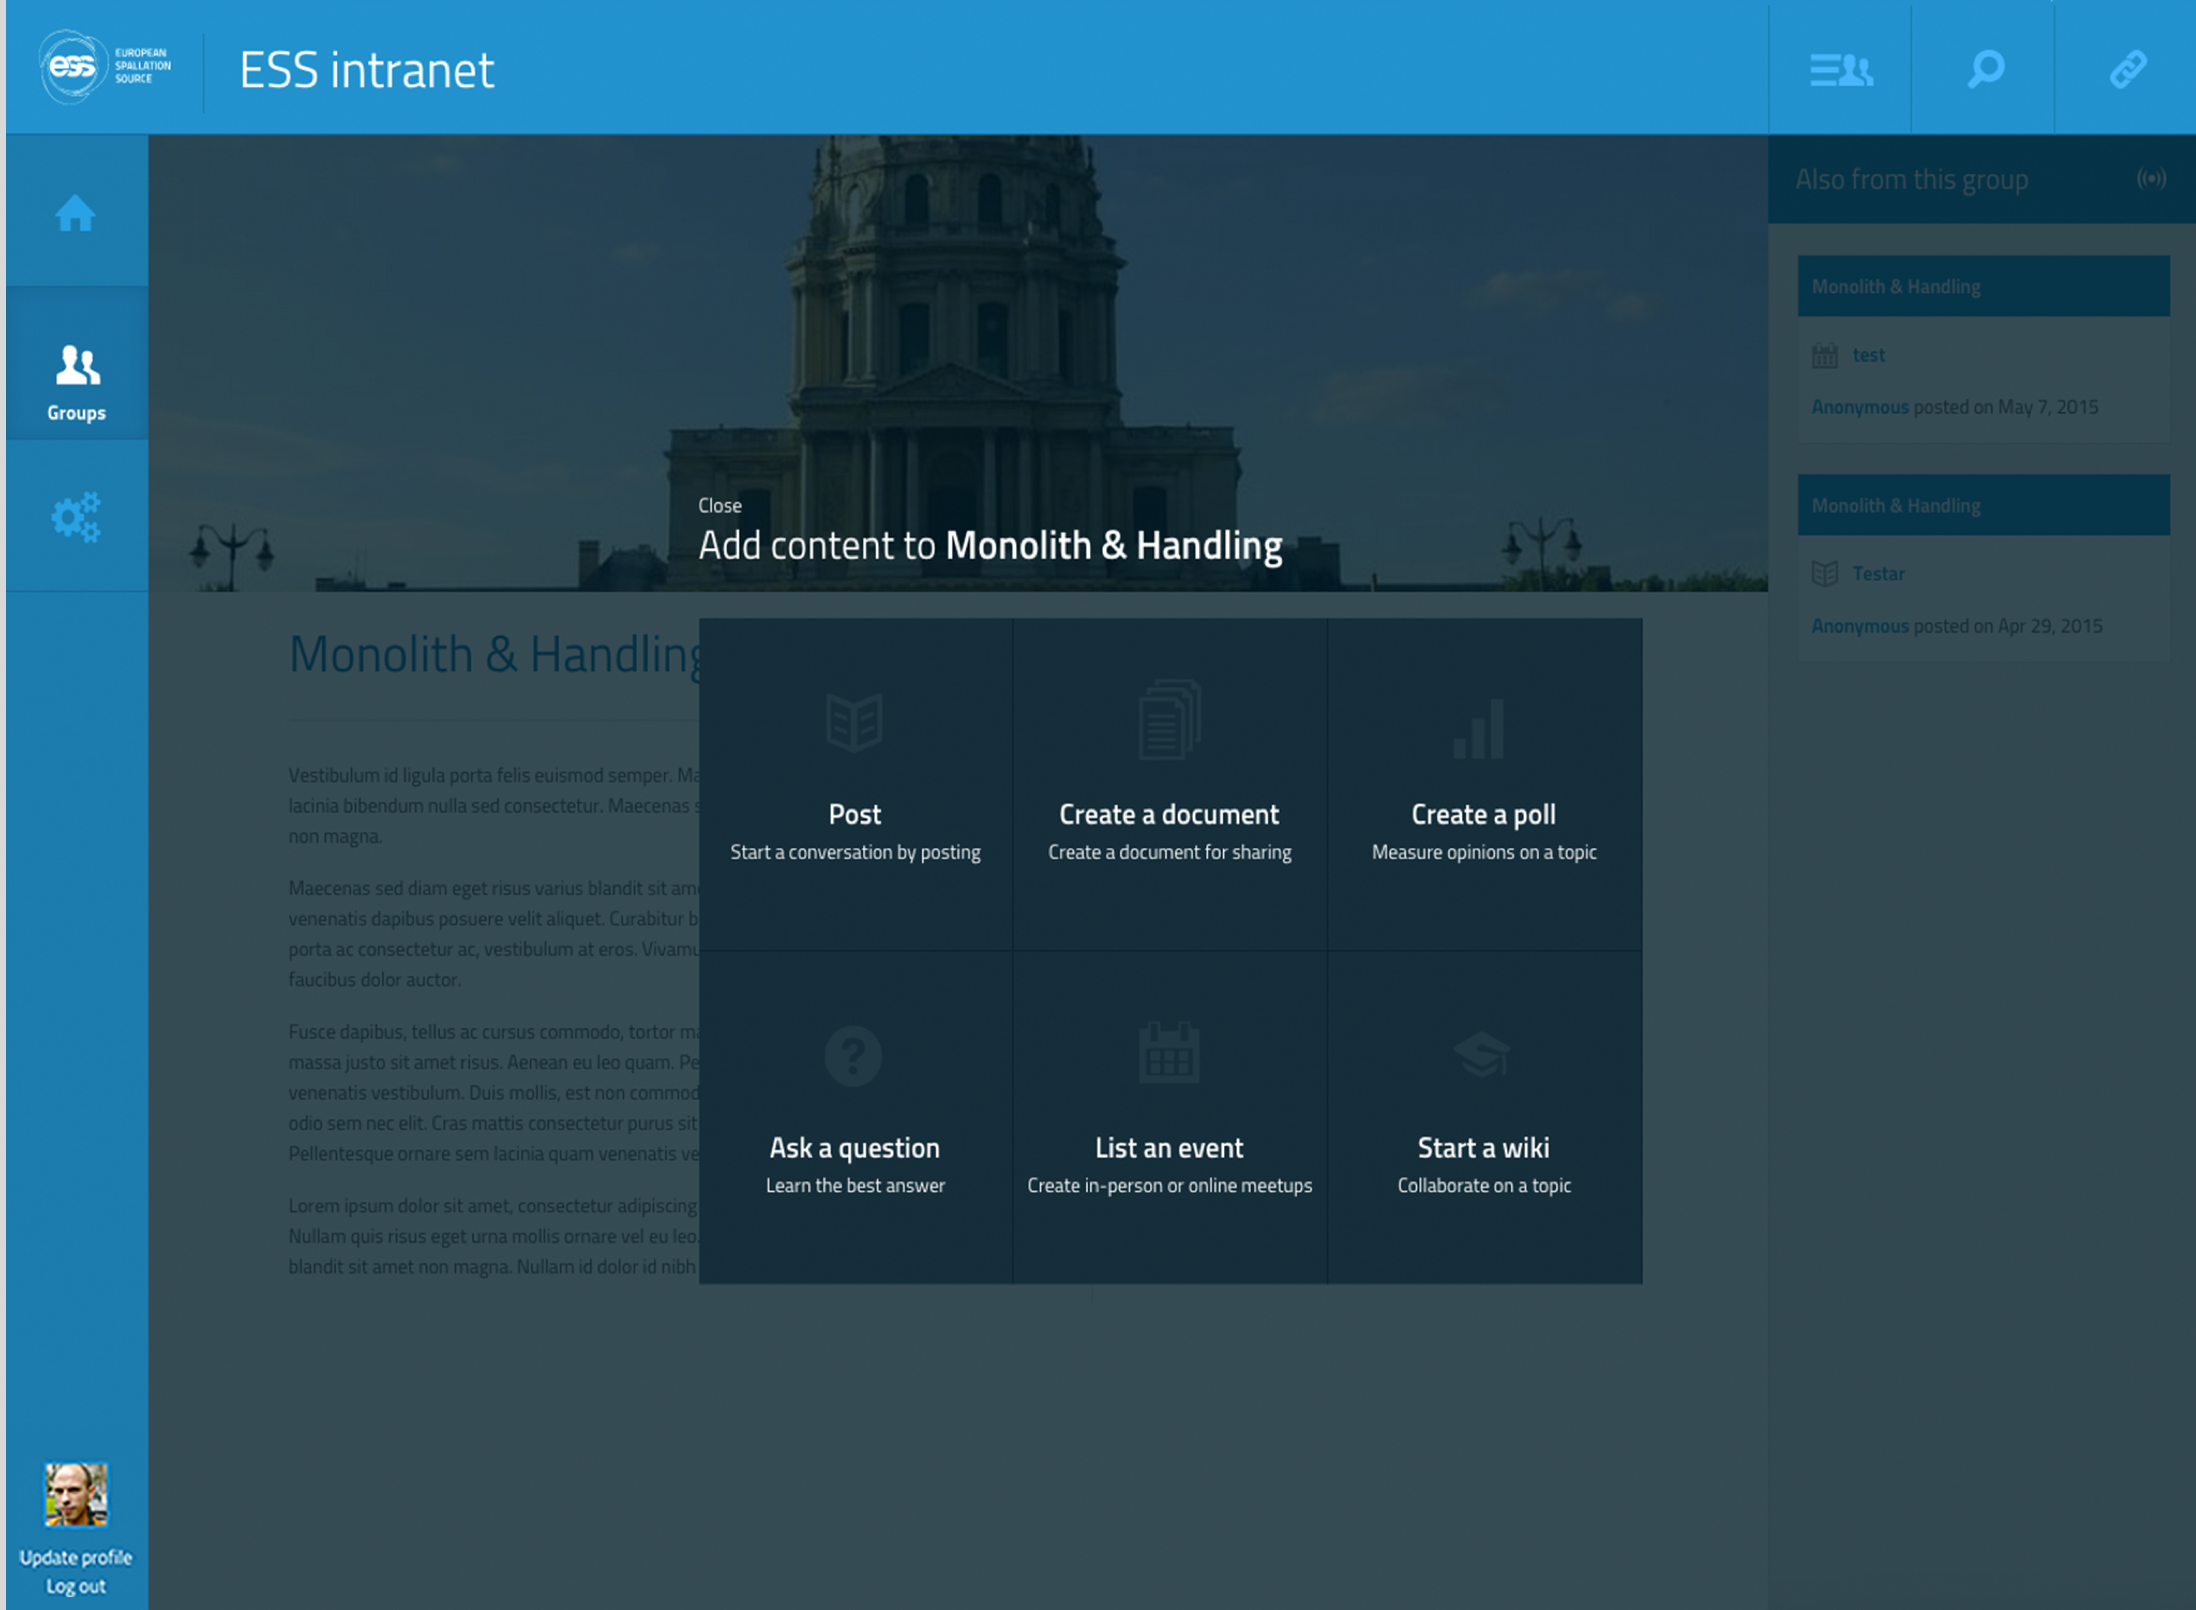 ess
EUROPEAN
SPALLATION
SOURCE
ESS intranet
Groups
Update profile
Log out
Close
Add content to Monolith & Handling
Monolith & Handling
Vestibulum id ligula porta felis euismod semper. Ma
lacinia bibendum nulla sed consectetur. Maecenas s
non magna.
Maecenas sed diam eget risus varius blandit sit am
venenatis dapibus posuere velit aliquet. Curabitur b
porta ac consectetur ac, vestibulum at eros. Vivamu
faucibus dolor auctor.
Fusce dapibus, tellus ac cursus commodo, tortor ma
massa justo sit amet risus. Aenean eu leo quam. Pe
venenatis vestibulum. Duis mollis, est non commod
odio sem nec elit. Cras mattis consectetur purus sit
Pellentesque ornare sem lacinia quam venenatis ve
Lorem ipsum dolor sit amet, consectetur adipiscing
Nullam quis risus eget urna mollis ornare vel eu leo.
blandit sit amet non magna. Nullam id dolor id nibh
Post
Start a conversation by posting
Create a document
Create a document for sharing
Create a poll
Measure opinions on a topic
Ask a question
Learn the best answer
List an event
Create in-person or online meetups
Start a wiki
Collaborate on a topic
Also from this group
Monolith & Handling
test
Anonymous posted on May 7, 2015
Monolith & Handling
Testar
Anonymous posted on Apr 29, 2015